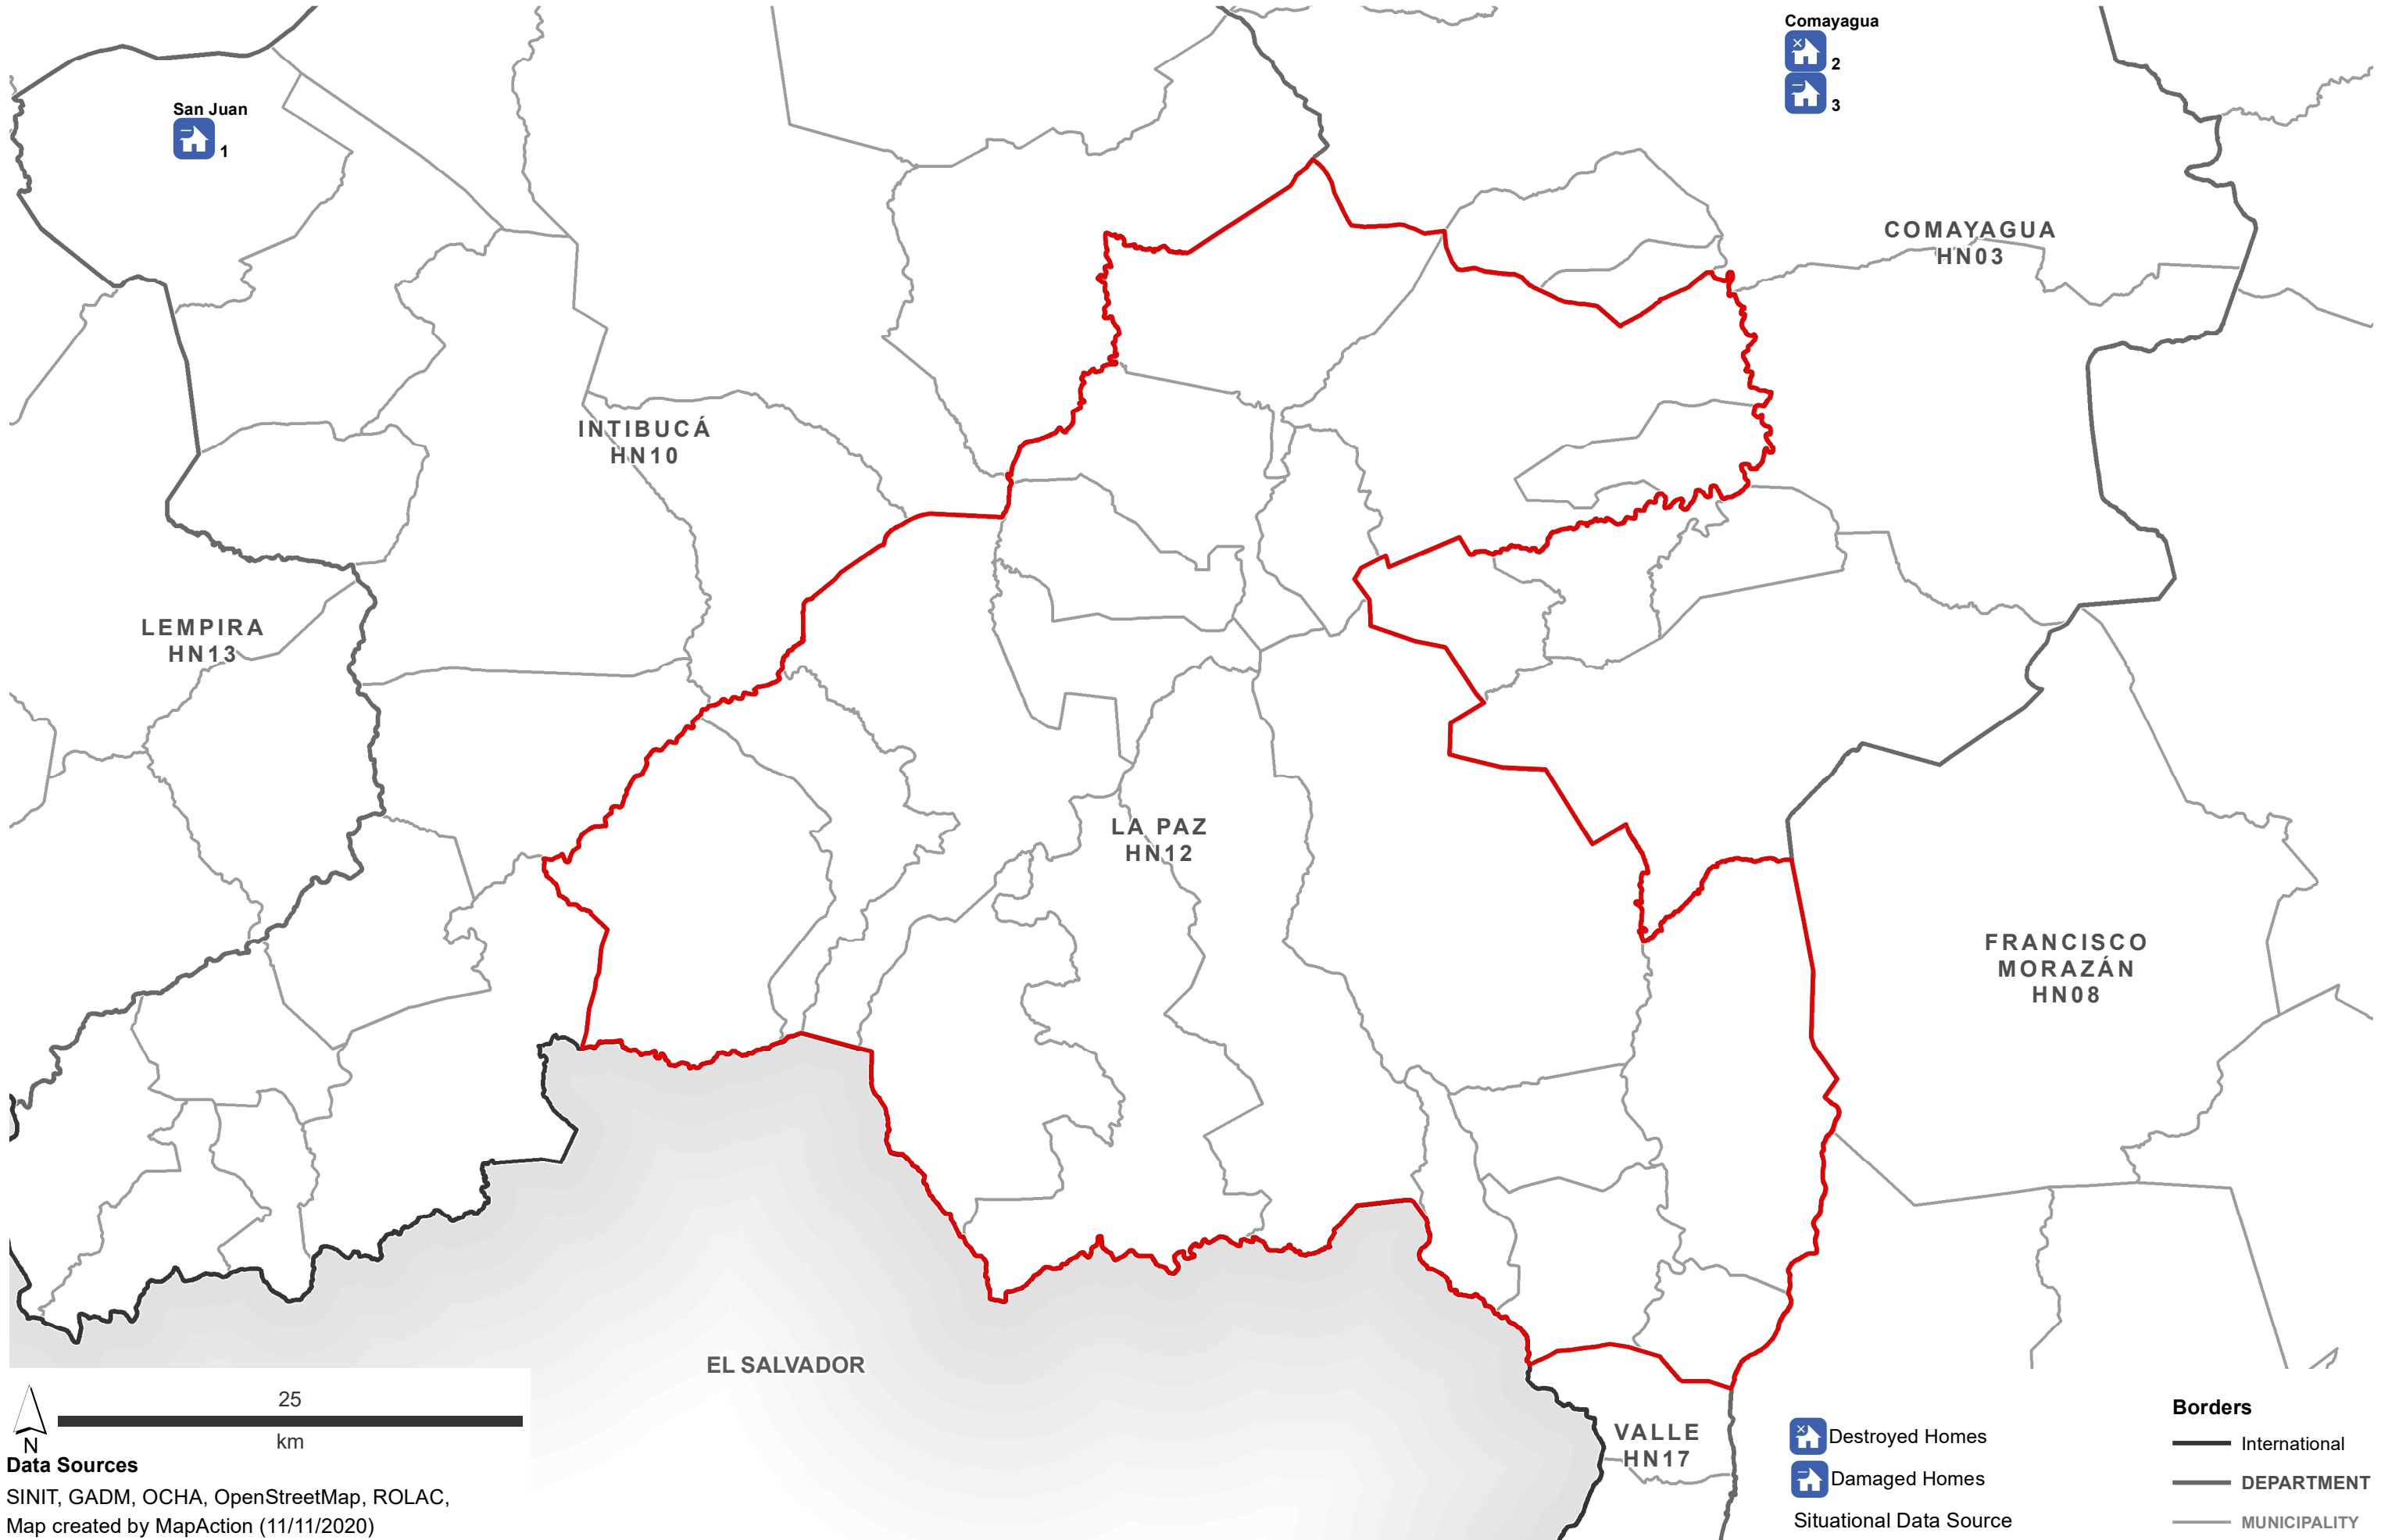 Comayagua
2
3
San Juan
1
COMAYAGUA
HN03
INTIBUCÁ
HN10
LEMPIRA
HN13
LA PAZ
HN12
FRANCISCO
MORAZÁN
HN08
EL SALVADOR
VALLE
HN17
25
km
N
Data Sources
SINIT, GADM, OCHA, OpenStreetMap, ROLAC,
Map created by MapAction (11/11/2020)
Destroyed Homes
Damaged Homes
Situational Data Source
Borders
International
DEPARTMENT
MUNICIPALITY